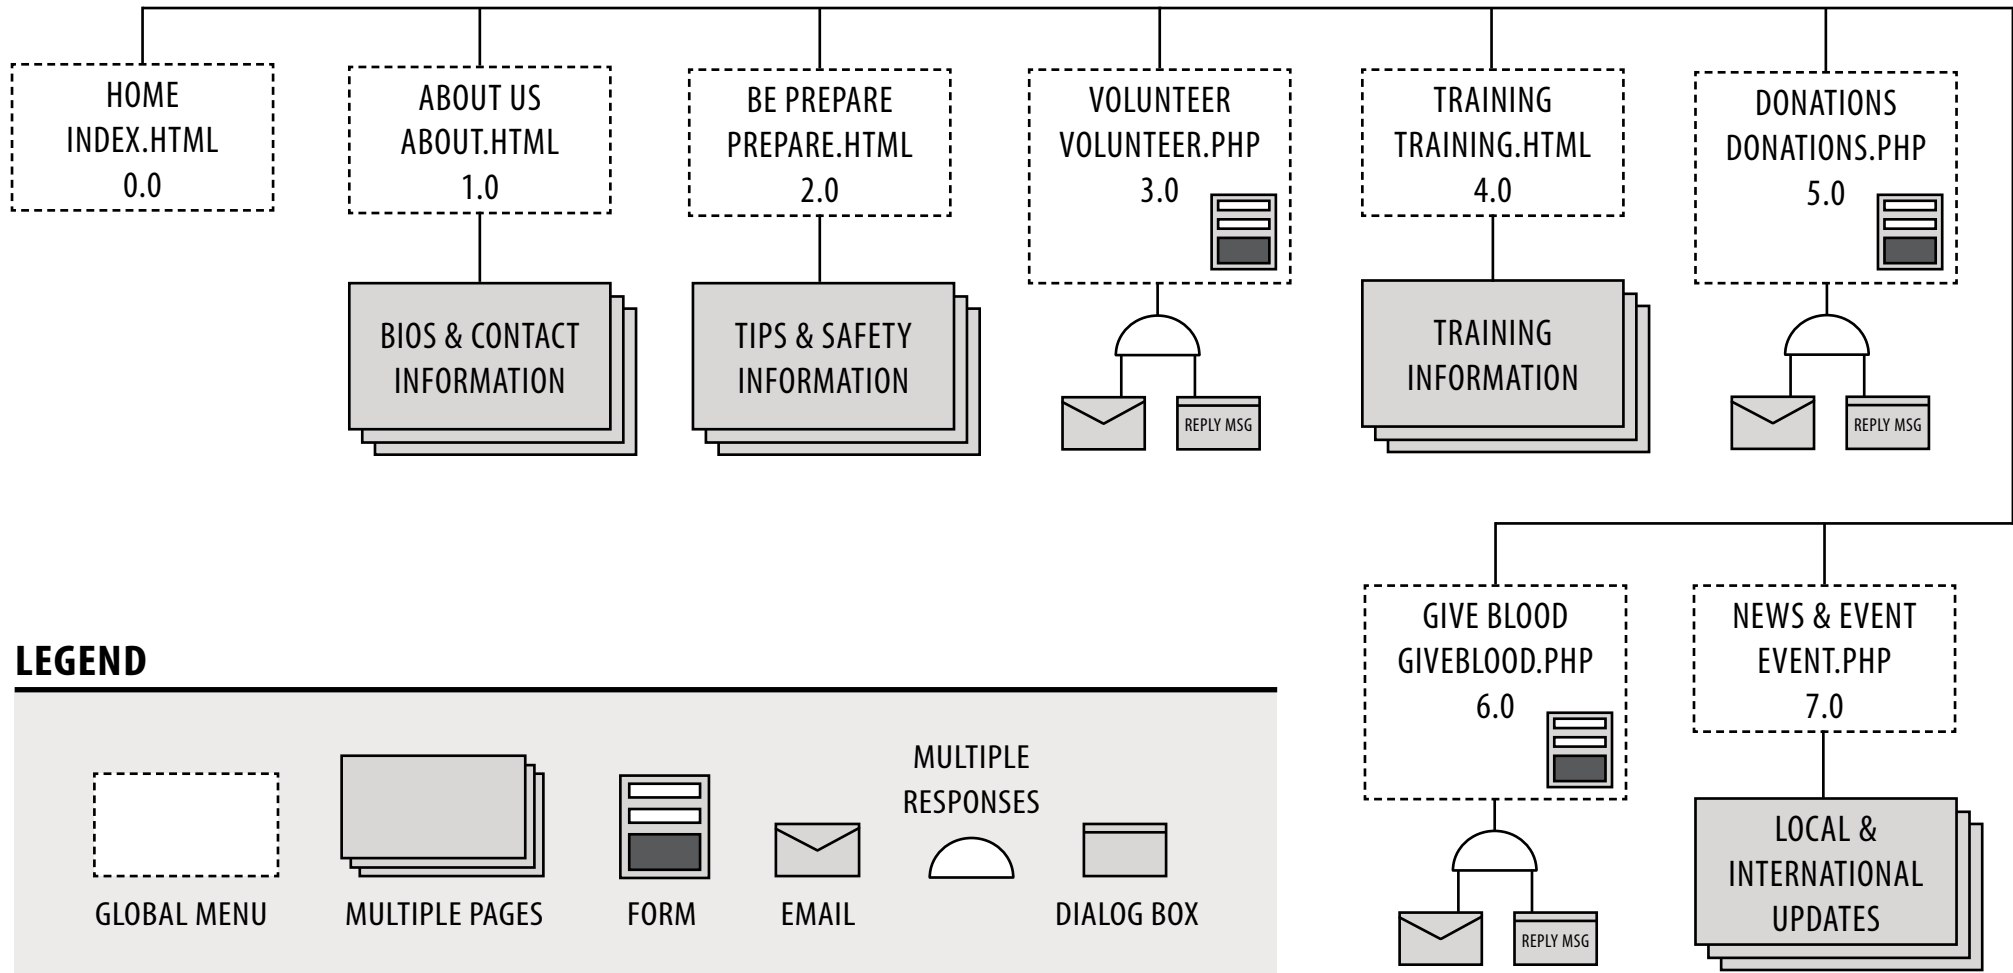 HOME
INDEX.HTML
0.0
ABOUT US
ABOUT.HTML
1.0
BIOS & CONTACT
INFORMATION
BE PREPARE
PREPARE.HTML
2.0
TIPS & SAFETY
INFORMATION
VOLUNTEER
VOLUNTEER.PHP
3.0
REPLY MSG
TRAINING
TRAINING.HTML
4.0
TRAINING
INFORMATION
DONATIONS
DONATIONS.PHP
5.0
REPLY MSG
GIVE BLOOD
GIVEBLOOD.PHP
6.0
REPLY MSG
NEWS & EVENT
EVENT.PHP
7.0
LOCAL &
INTERNATIONAL
UPDATES
LEGEND
GLOBAL MENU
MULTIPLE PAGES
FORM
EMAIL
MULTIPLE
RESPONSES
DIALOG BOX